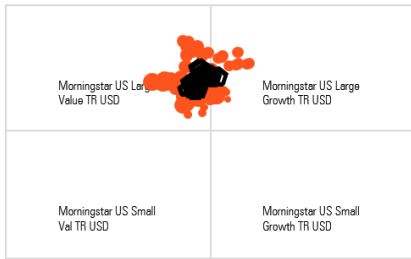 Morningstar US Large
Value TR USD
Morningstar US Large
Growth TR USD
Morningstar US Small
Val TR USD
Morningstar US Small
Growth TR USD